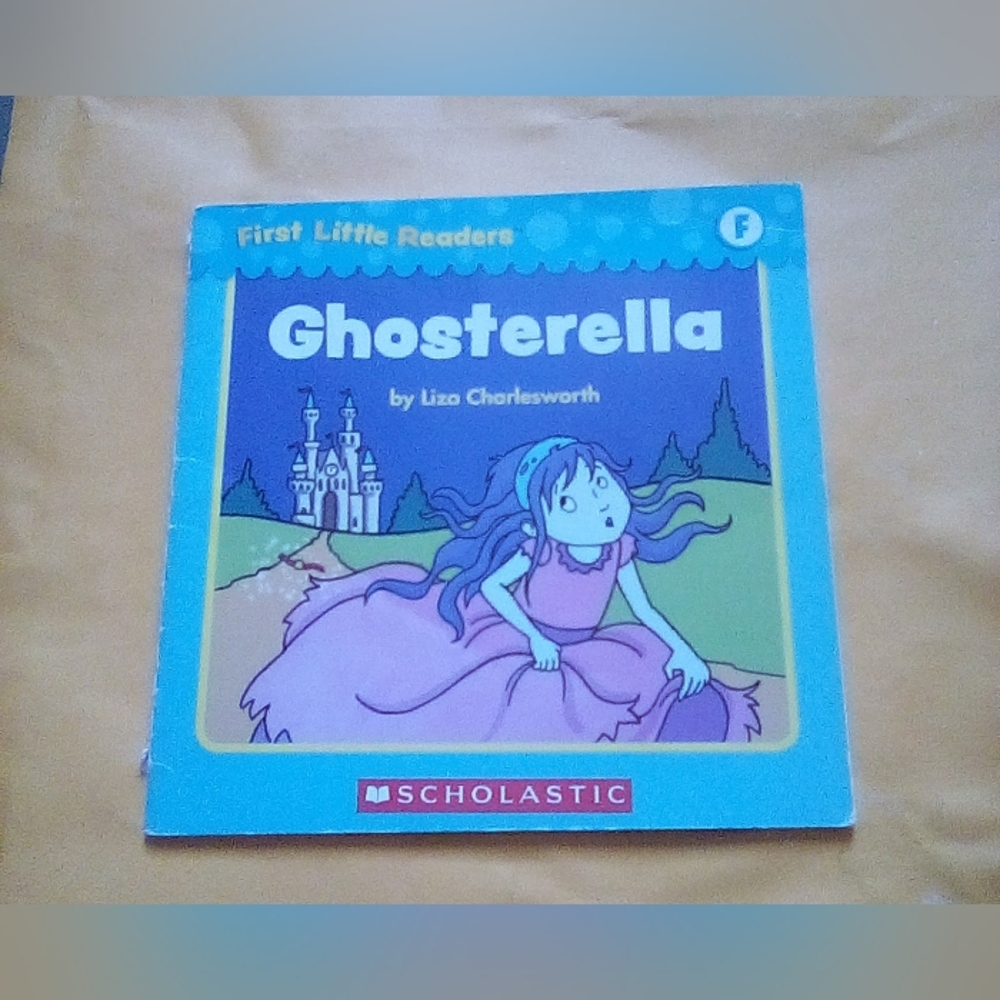 First Little Readers
F
Ghosterella
by Liza Charlesworth
SCHOLASTIC